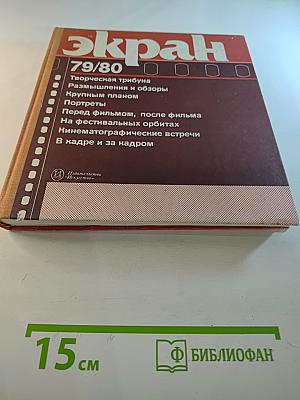 экран
79/80
Творческая трибуна
Размышления и обзоры
Крупным планом
Портреты
Перед фильмом, после фильма
На фестивальных орбитах
Кинематографические встречи
В кадре и за кадром
Издательство
«Искусство»
15 см
БИБЛИОФАН